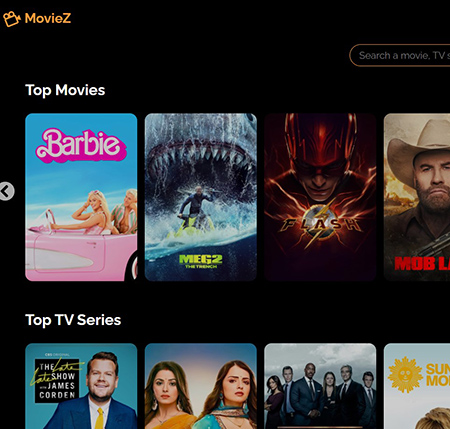 MovieZ
Search a movie, TV s
Top Movies
Barbie
MEG2
THE TRENCH
FLASH
MOB LA
Top TV Series
THE
Late Late
SHOW
JAMES
CORDEN
SUN
MO